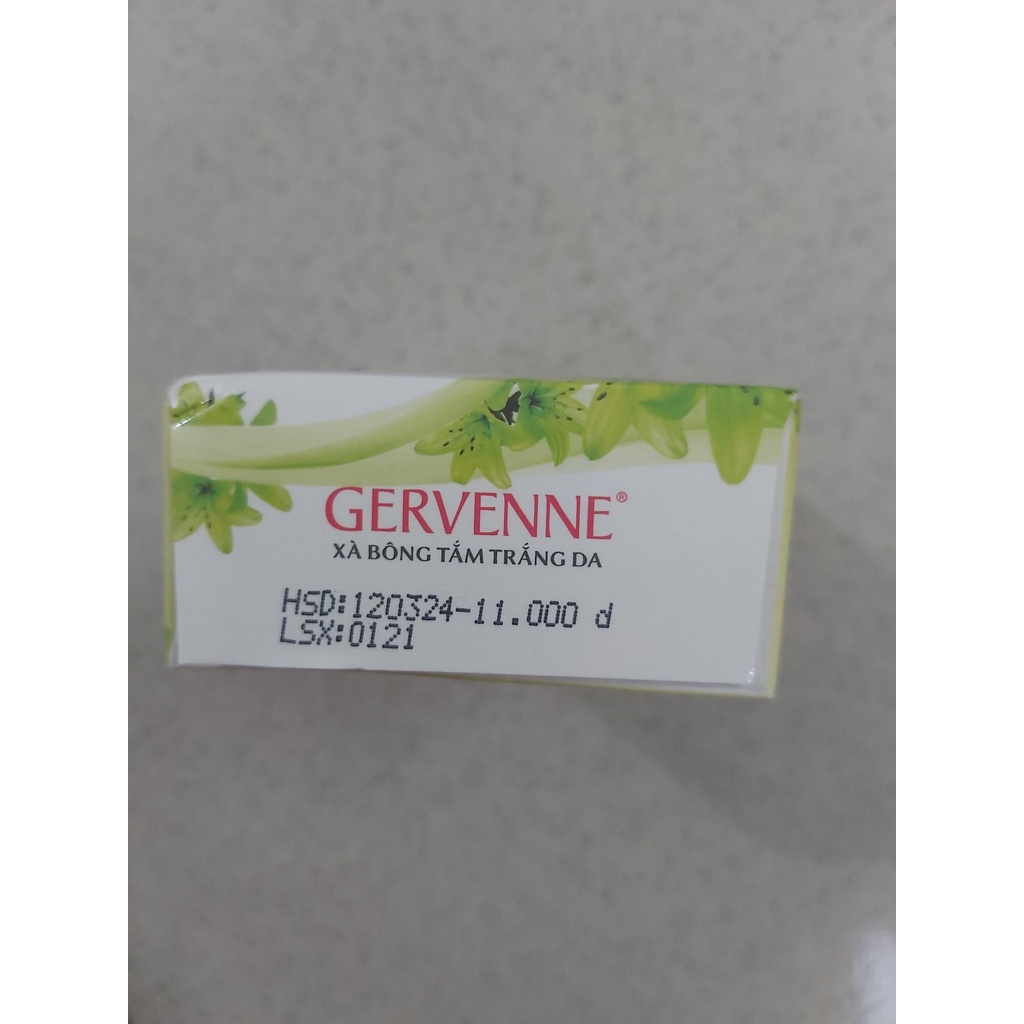 GERVENNE®
XÀ BÔNG TẮM TRẮNG DA
HSD:120324-11.000 đ
LSX:0121